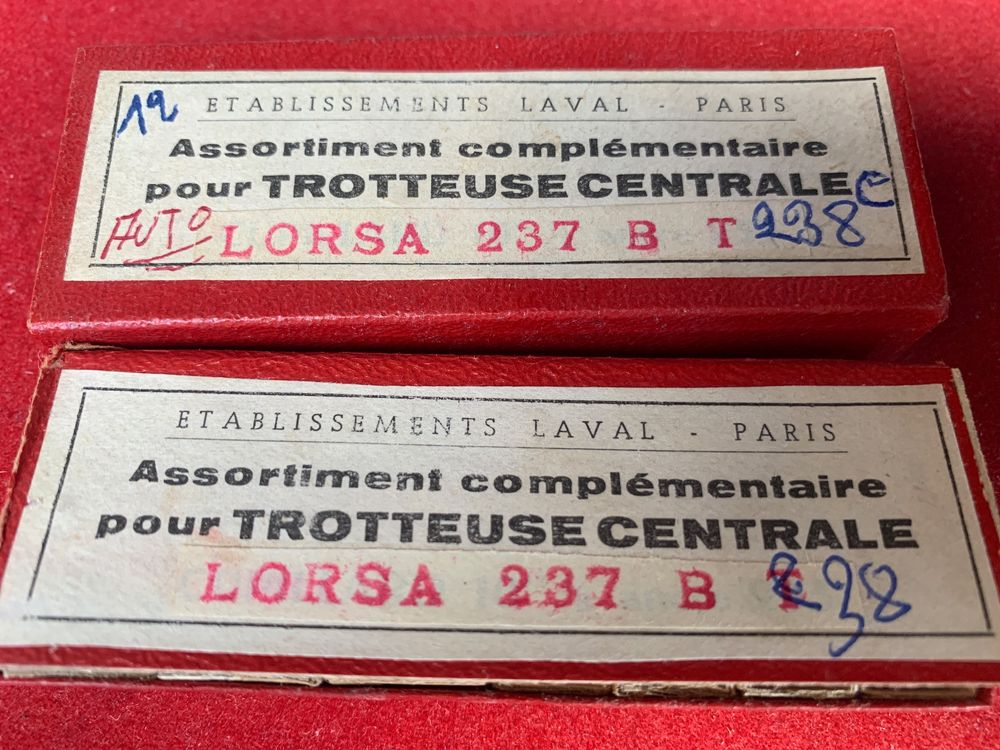 12 ETABLISSEMENTS LAVAL - PARIS
Assortiment complémentaire
pour TROTTEUSE CENTRALE C
AUTO LORSA 237 B T 238
ETABLISSEMENTS LAVAL - PARIS
Assortiment complémentaire
pour TROTTEUSE CENTRALE
LORSA 237 B T 238